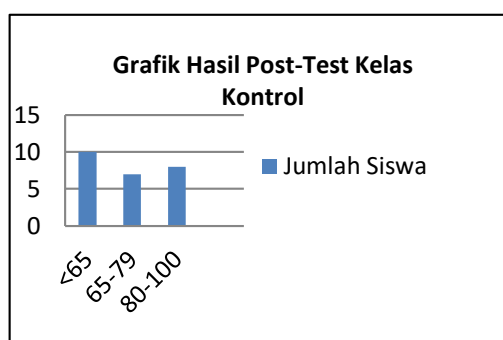 Grafik Hasil Post-Test Kelas
Kontrol
15
10
5
0
<65
65-79
80-100
Jumlah Siswa